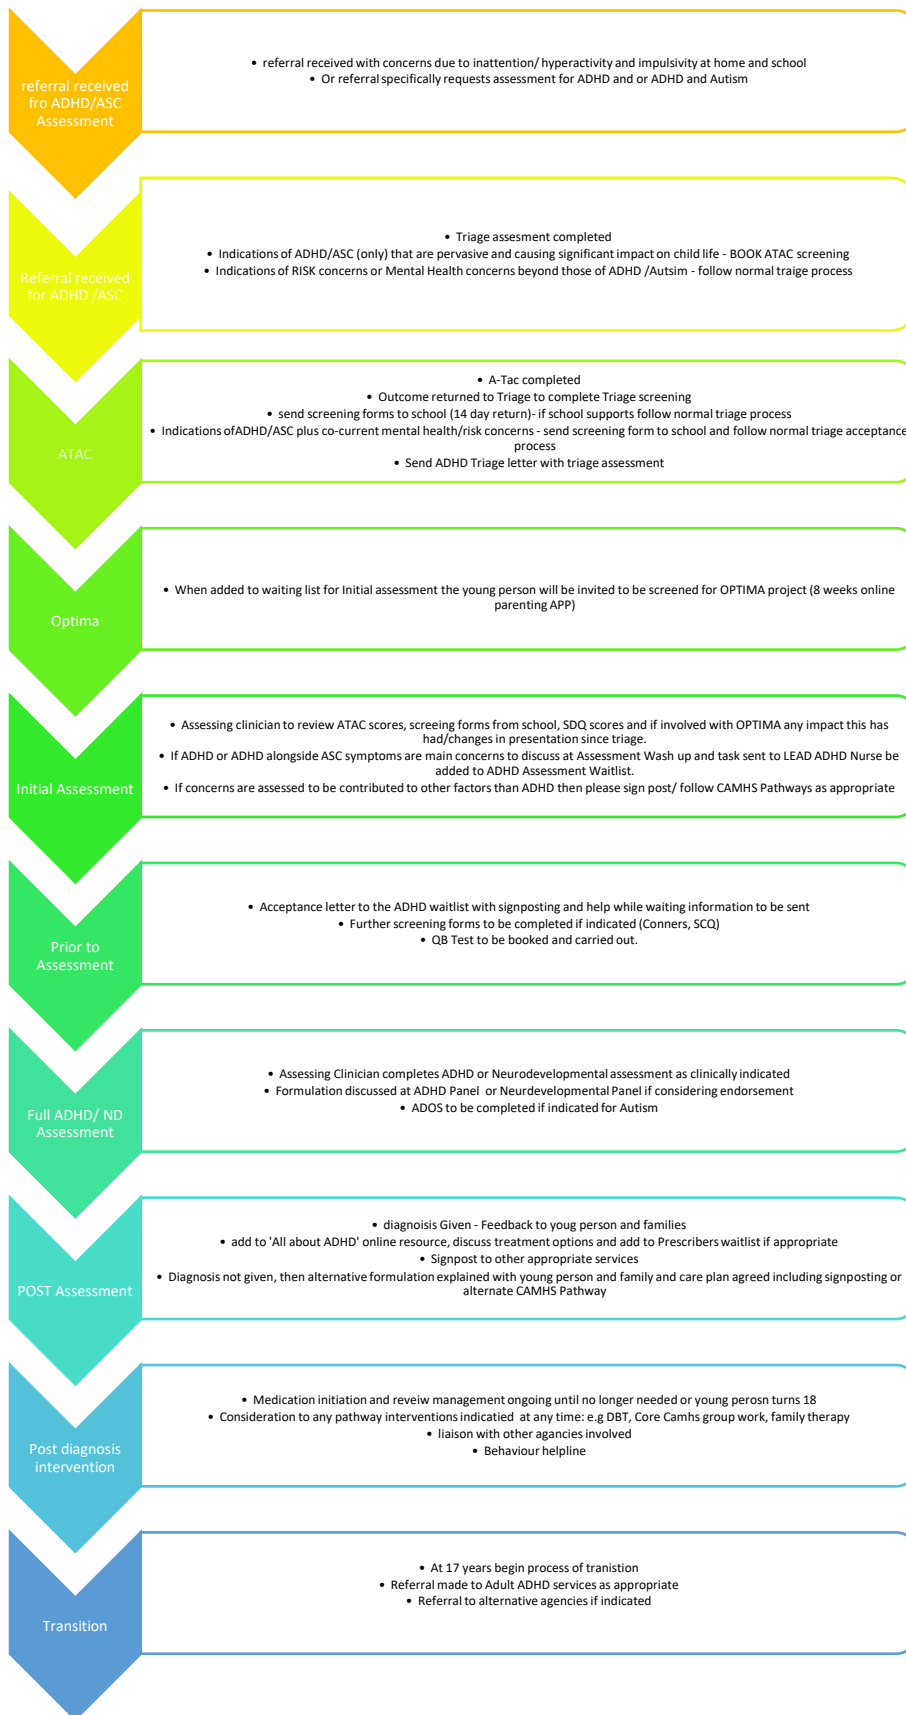 referral received
fro ADHD/ASC
Assessment
• referral received with concerns due to inattention/ hyperactivity and impulsivity at home and school
• Or referral specifically requests assessment for ADHD and or ADHD and Autism
Referral received
for ADHD /ASC
• Triage assesment completed
• Indications of ADHD/ASC (only) that are pervasive and causing significant impact on child life - BOOK ATAC screening
• Indications of RISK concerns or Mental Health concerns beyond those of ADHD /Autsim - follow normal traige process
ATAC
• A-Tac completed
• Outcome returned to Triage to complete Triage screening
• send screening forms to school (14 day return)- if school supports follow normal triage process
• Indications ofADHD/ASC plus co-current mental health/risk concerns - send screening form to school and follow normal triage acceptance
process
• Send ADHD Triage letter with triage assessment
Optima
• When added to waiting list for Initial assessment the young person will be invited to be screened for OPTIMA project (8 weeks online
parenting APP)
Initial Assessment
• Assessing clinician to review ATAC scores, screeing forms from school, SDQ scores and if involved with OPTIMA any impact this has
had/changes in presentation since triage.
• If ADHD or ADHD alongside ASC symptoms are main concerns to discuss at Assessment Wash up and task sent to LEAD ADHD Nurse be
added to ADHD Assessment Waitlist.
• If concerns are assessed to be contributed to other factors than ADHD then please sign post/ follow CAMHS Pathways as appropriate
Prior to
Assessment
• Acceptance letter to the ADHD waitlist with signposting and help while waiting information to be sent
• Further screening forms to be completed if indicated (Conners, SCQ)
• QB Test to be booked and carried out.
Full ADHD/ ND
Assessment
• Assessing Clinician completes ADHD or Neurodevelopmental assessment as clinically indicated
• Formulation discussed at ADHD Panel or Neurdevelopmental Panel if considering endorsement
• ADOS to be completed if indicated for Autism
POST Assessment
• diagnoisis Given - Feedback to youg person and families
• add to 'All about ADHD' online resource, discuss treatment options and add to Prescribers waitlist if appropriate
• Signpost to other appropriate services
• Diagnosis not given, then alternative formulation explained with young person and family and care plan agreed including signposting or
alternate CAMHS Pathway
Post diagnosis
intervention
• Medication initiation and reveiw management ongoing until no longer needed or young perosn turns 18
• Consideration to any pathway interventions indicatied at any time: e.g DBT, Core Camhs group work, family therapy
• liaison with other agancies involved
• Behaviour helpline
Transition
• At 17 years begin process of tranistion
• Referral made to Adult ADHD services as appropriate
• Referral to alternative agencies if indicated